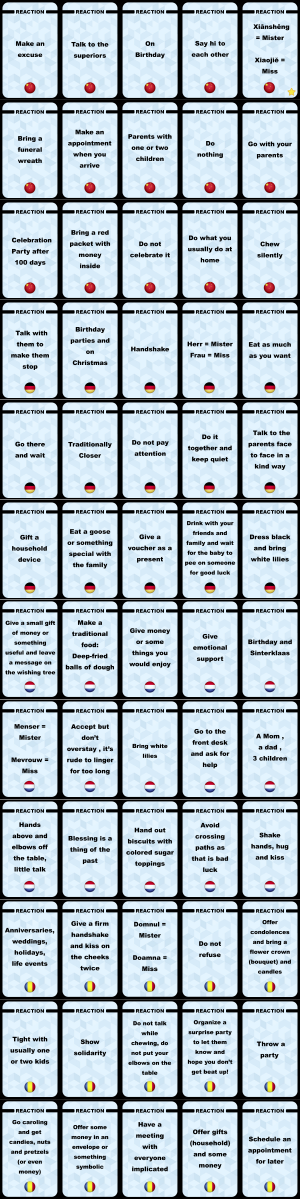 REACTION
Make an
excuse
REACTION
Talk to the
superiors
REACTION
On
Birthday
REACTION
Say hi to
each other
REACTION
Xiānshēng
= Mister
Xiaojié =
Miss
REACTION
Bring a
funeral
wreath
REACTION
Make an
appointment
when you
arrive
REACTION
Parents with
one or two
children
REACTION
Do
nothing
REACTION
Go with your
parents
REACTION
Celebration
Party after
100 days
REACTION
Bring a red
packet with
money
inside
REACTION
Do not
celebrate it
REACTION
Do what you
usually do at
home
REACTION
Chew
silently
REACTION
Talk with
them to
make them
stop
REACTION
Birthday
parties and
on
Christmas
REACTION
Handshake
REACTION
Herr = Mister
Frau = Miss
REACTION
Eat as much
as you want
REACTION
Go there
and wait
REACTION
Traditionally
Closer
REACTION
Do not pay
attention
REACTION
Do it
together and
keep quiet
REACTION
Talk to the
parents face
to face in a
kind way
REACTION
Gift a
household
device
REACTION
Eat a goose
or something
special with
the family
REACTION
Give a
voucher as a
present
REACTION
Drink with your
friends and
family and wait
for the baby to
pee on someone
for good luck
REACTION
Dress black
and bring
white lilies
REACTION
Give a small gift
of money or
something
useful and leave
a message on
the wishing tree
REACTION
Make a
traditional
food:
Deep-fried
balls of dough
REACTION
Give money
or some
things you
would enjoy
REACTION
Give
emotional
support
REACTION
Birthday and
Sinterklaas
REACTION
Menser =
Mister
Mevrouw =
Miss
REACTION
Accept but
don't
overstay , it's
rude to linger
for too long
REACTION
Bring white
lilies
REACTION
Go to the
front desk
and ask for
help
REACTION
A Mom ,
a dad ,
3 children
REACTION
Hands
above and
elbows off
the table,
little talk
REACTION
Blessing is a
thing of the
past
REACTION
Hand out
biscuits with
colored sugar
toppings
REACTION
Avoid
crossing
paths as
that is bad
luck
REACTION
Shake
hands, hug
and kiss
REACTION
Anniversaries,
weddings,
holidays,
life events
REACTION
Give a firm
handshake
and kiss on
the cheeks
twice
REACTION
Domnul =
Mister
Doamna =
Miss
REACTION
Do not
refuse
REACTION
Offer
condolences
and bring a
flower crown
(bouquet) and
candles
REACTION
Tight with
usually one
or two kids
REACTION
Show
solidarity
REACTION
Do not talk
while
chewing, do
not put your
elbows on the
table
REACTION
Organize a
surprise party
to let them
know and
hope you don't
get beat up!
REACTION
Throw a
party
REACTION
Go caroling
and get
candies, nuts
and pretzels
(or even
money)
REACTION
Offer some
money in an
envelope or
something
symbolic
REACTION
Have a
meeting
with
everyone
implicated
REACTION
Offer gifts
(household)
and some
money
REACTION
Schedule an
appointment
for later